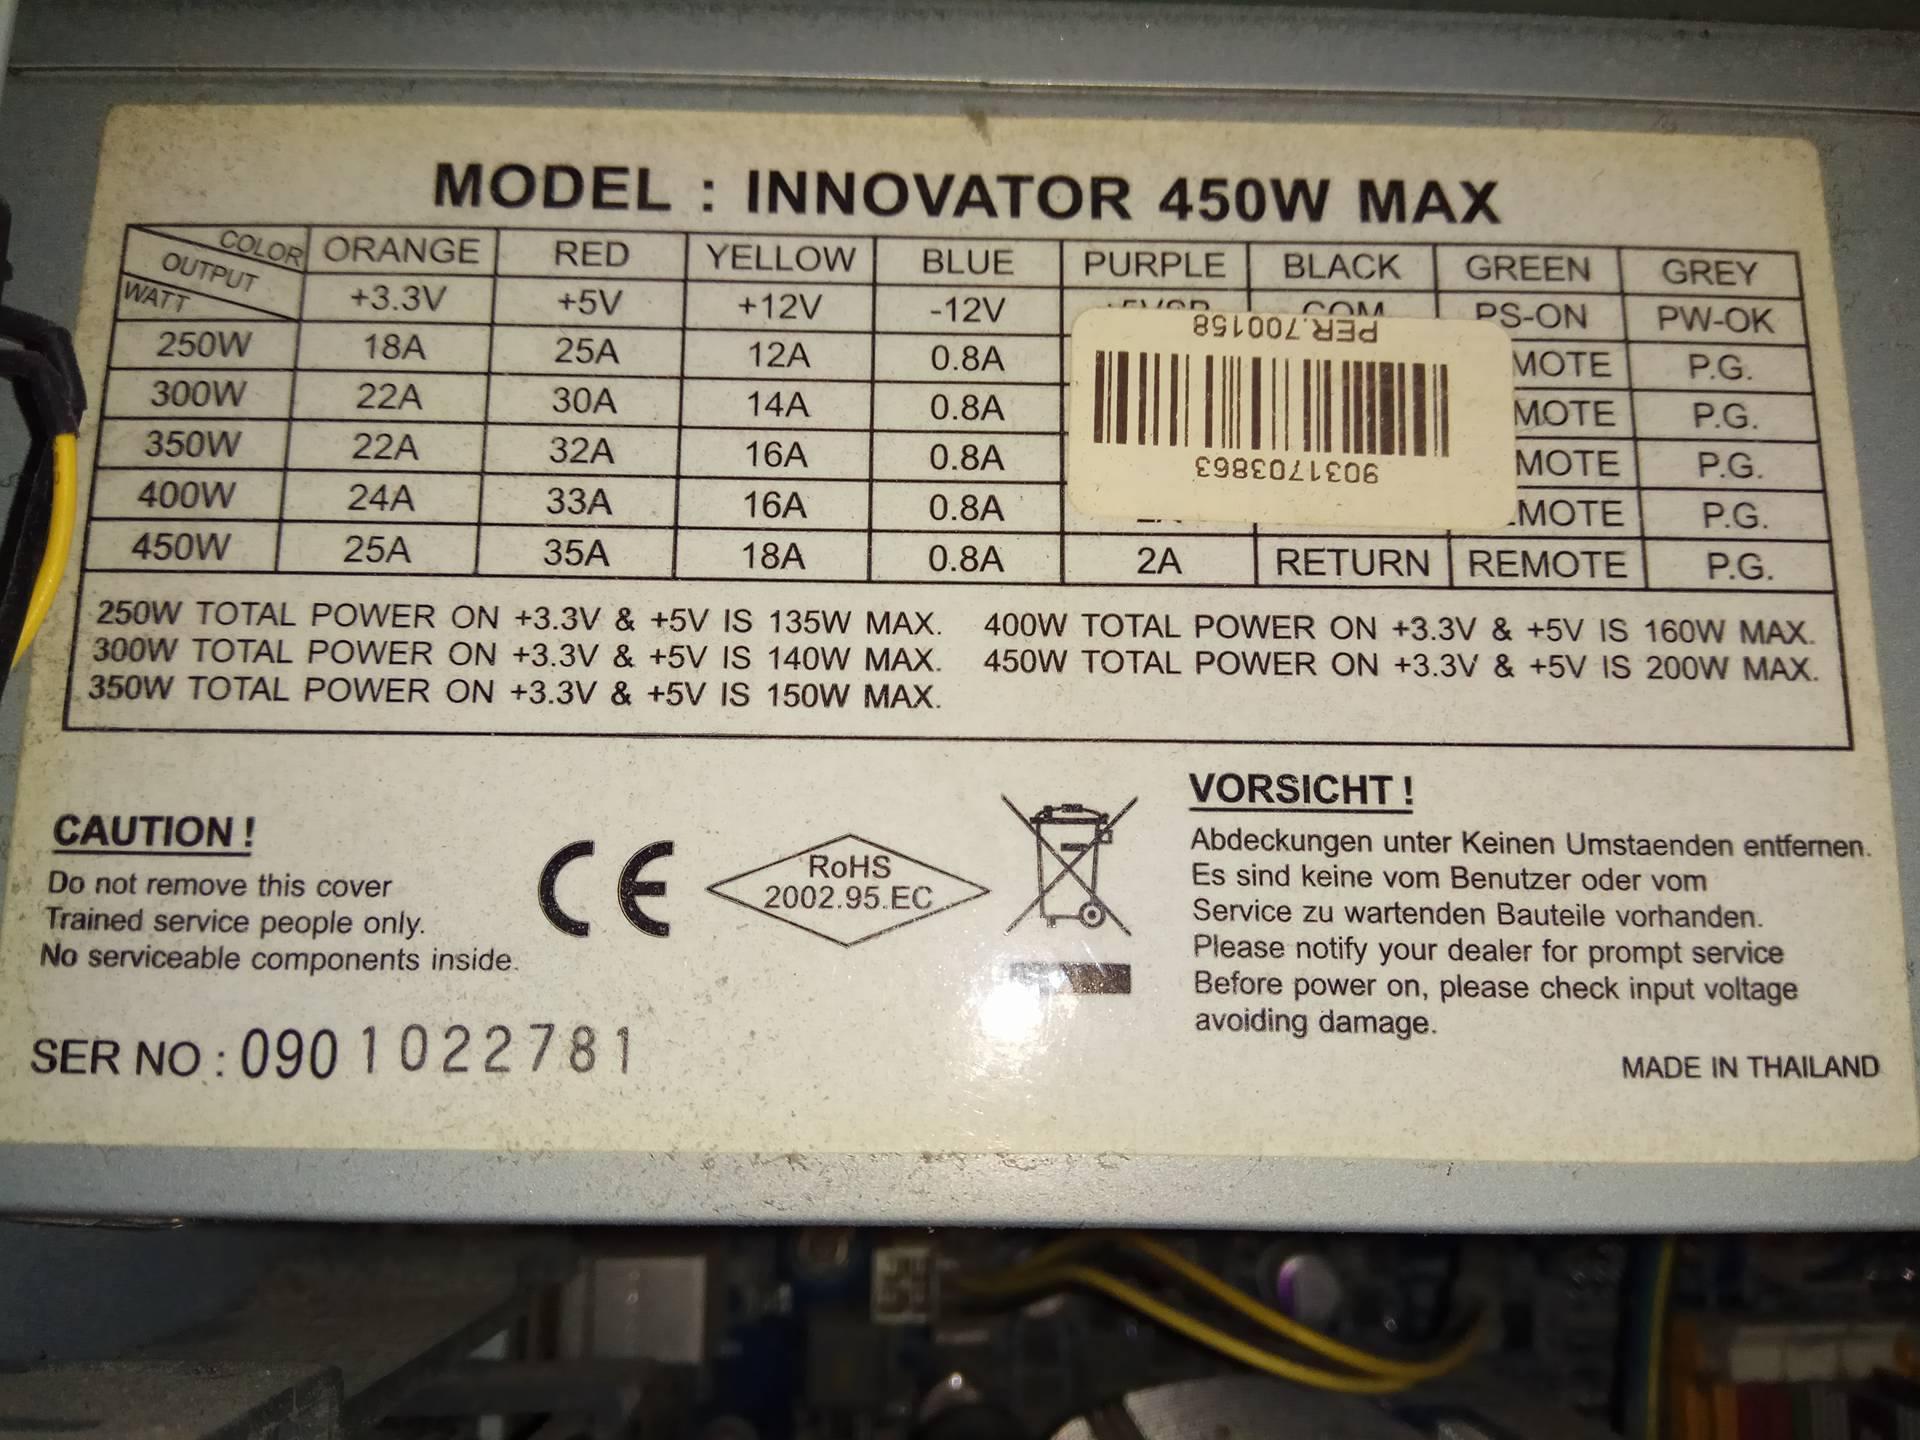 MODEL : INNOVATOR 450W MAX
COLOR OUTPUT WATT ORANGE RED YELLOW BLUE PURPLE BLACK GREEN GREY
+3.3V +5V +12V -12V +5VSB COM PS-ON PW-OK
250W 18A 25A 12A 0.8A MOTE P.G.
300W 22A 30A 14A 0.8A MOTE P.G.
350W 22A 32A 16A 0.8A MOTE P.G.
400W 24A 33A 16A 0.8A MOTE P.G.
450W 25A 35A 18A 0.8A 2A RETURN REMOTE P.G.
PER.700158
9031703863
250W TOTAL POWER ON +3.3V & +5V IS 135W MAX. 400W TOTAL POWER ON +3.3V & +5V IS 160W MAX.
300W TOTAL POWER ON +3.3V & +5V IS 140W MAX. 450W TOTAL POWER ON +3.3V & +5V IS 200W MAX.
350W TOTAL POWER ON +3.3V & +5V IS 150W MAX.
CAUTION !
Do not remove this cover
Trained service people only.
No serviceable components inside.
CE
RoHS
2002.95.EC
VORSICHT !
Abdeckungen unter Keinen Umstaenden entfernen.
Es sind keine vom Benutzer oder vom
Service zu wartenden Bauteile vorhanden.
Please notify your dealer for prompt service
Before power on, please check input voltage
avoiding damage.
SER NO : 0901022781
MADE IN THAILAND